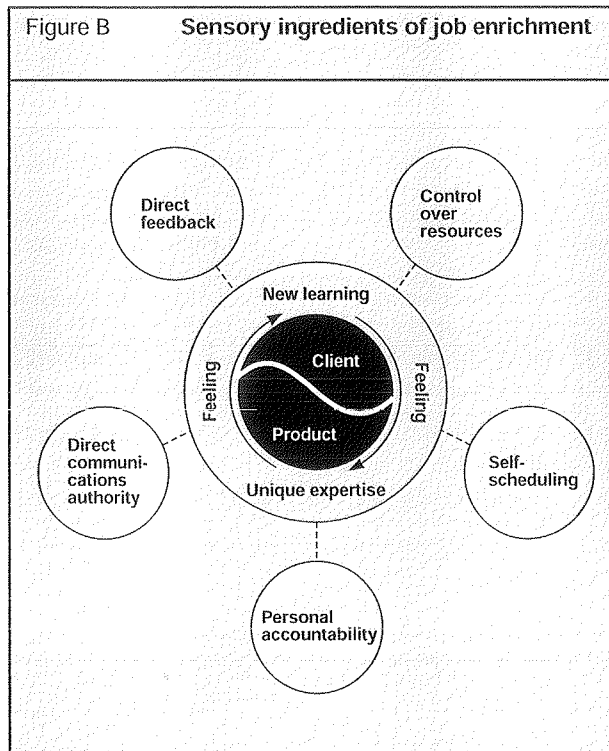 Figure B
Sensory ingredients of job enrichment
Direct
feedback
Control
over
resources
New learning
Client
Feeling
Feeling
Product
Unique expertise
Direct
communi-
cations
authority
Self-
scheduling
Personal
accountability